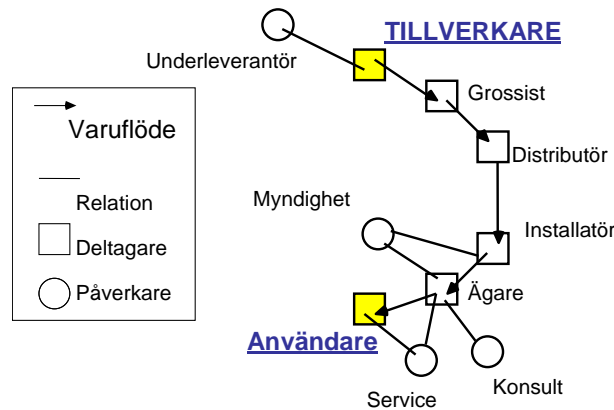 TILLVERKARE
Underleverantör
Grossist
Varuflöde
Distributör
Relation
Myndighet
Installatör
Deltagare
Påverkare
Ägare
Användare
Service
Konsult